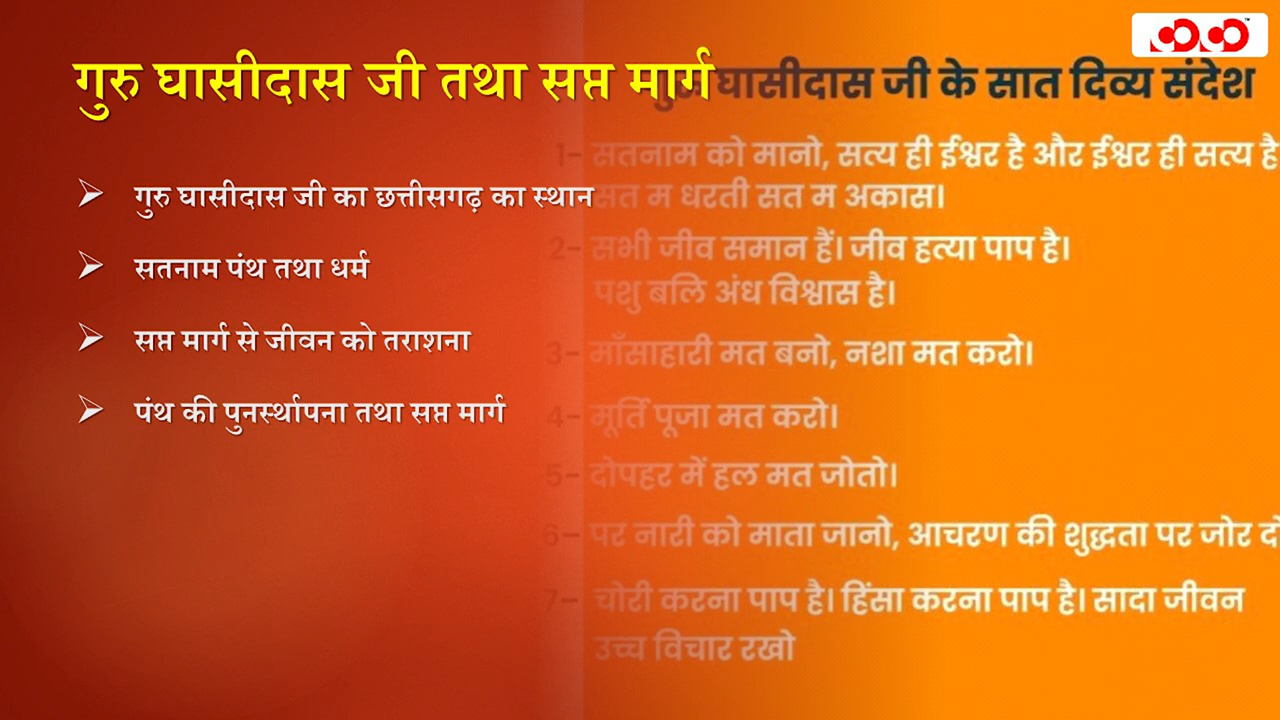 गुरु घासीदास जी तथा सप्त मार्ग
गुरु घासीदास जी का छत्तीसगढ़ का स्थान
सतनाम पंथ तथा धर्म
सप्त मार्ग से जीवन को तराशना
पंथ की पुनर्स्थापना तथा सप्त मार्ग
घासीदास जी के सात दिव्य संदेश
1- सतनाम को मानो, सत्य ही ईश्वर है और ईश्वर ही सत्य है
सत म धरती सत म अकास।
2- सभी जीव समान हैं। जीव हत्या पाप है।
पशु बलि अंध विश्वास है।
3- माँसाहारी मत बनो, नशा मत करो।
4- मूर्ति पूजा मत करो।
5- दोपहर में हल मत जोतो।
6- पर नारी को माता जानो, आचरण की शुद्धता पर जोर दो
7- चोरी करना पाप है। हिंसा करना पाप है। सादा जीवन
उच्च विचार रखो